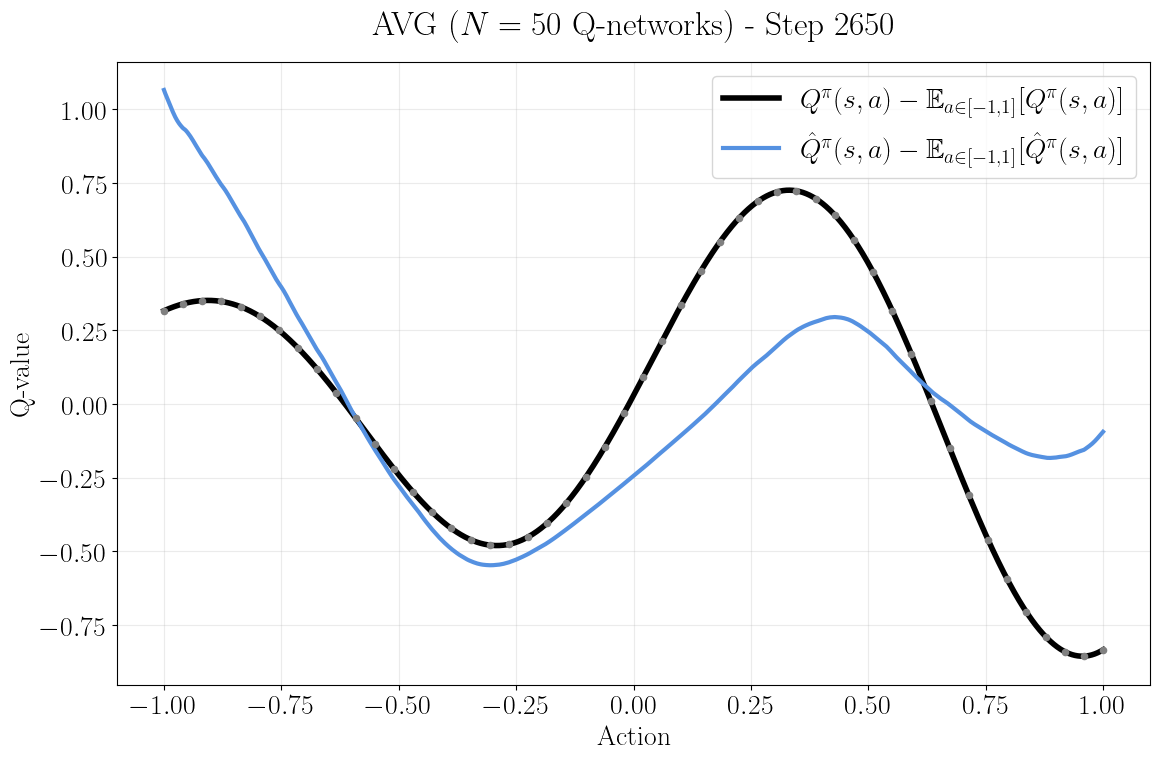 AVG (N = 50 Q-networks) - Step 2650
Q^π(s, a) − 𝔼_{a∈[−1,1]}[Q^π(s, a)]
Q̂^π(s, a) − 𝔼_{a∈[−1,1]}[Q̂^π(s, a)]
Q-value
1.00
0.75
0.50
0.25
0.00
−0.25
−0.50
−0.75
−1.00 −0.75 −0.50 −0.25 0.00 0.25 0.50 0.75 1.00
Action